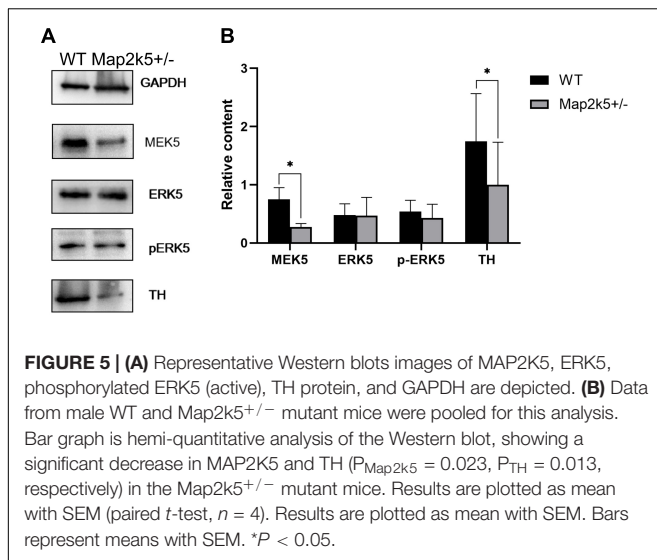 A
WT Map2k5+/-
GAPDH
MEK5
ERK5
pERK5
TH
B
Relative content
3
2
1
0
*
*
MEK5
ERK5
p-ERK5
TH
WT
Map2k5+/-
FIGURE 5 | (A) Representative Western blots images of MAP2K5, ERK5,
phosphorylated ERK5 (active), TH protein, and GAPDH are depicted. (B) Data
from male WT and Map2k5+/− mutant mice were pooled for this analysis.
Bar graph is hemi-quantitative analysis of the Western blot, showing a
significant decrease in MAP2K5 and TH (PMap2k5 = 0.023, PTH = 0.013,
respectively) in the Map2k5+/− mutant mice. Results are plotted as mean
with SEM (paired t-test, n = 4). Results are plotted as mean with SEM. Bars
represent means with SEM. *P < 0.05.